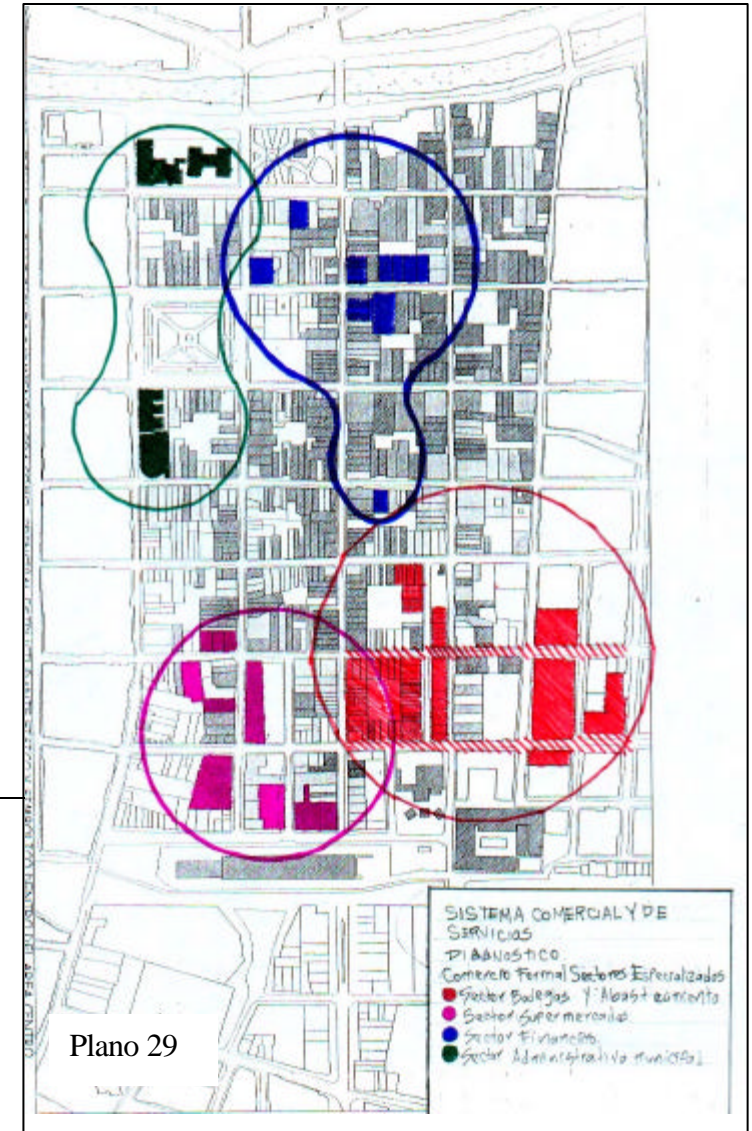 SISTEMA COMERCIAL Y DE
SERVICIOS
DIAGNOSTICO
Comercio Formal Sectores Especializados
Sector Bodegas Y Abastecimiento
Sector Supermercados
Sector Financiero
Sector Administrativo Municipal
Plano 29